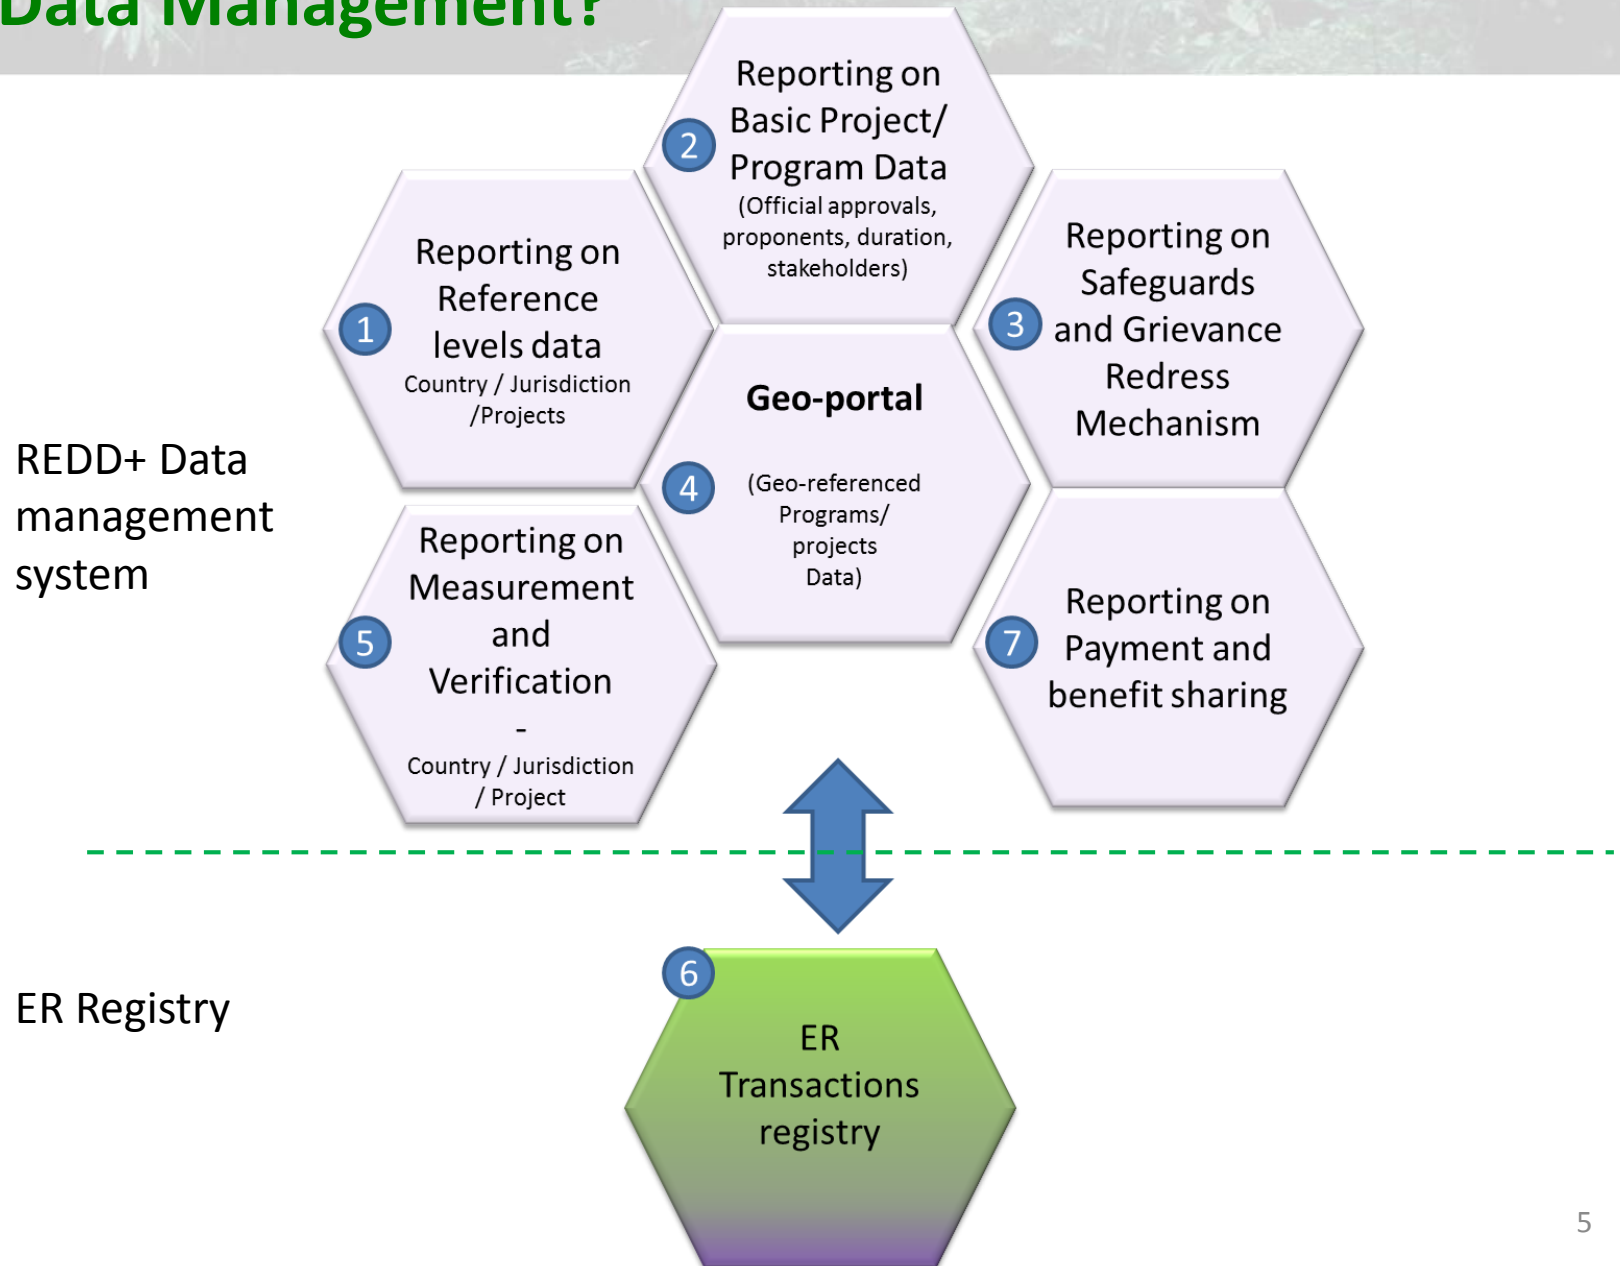 Data Management?
2
Reporting on
Basic Project/
Program Data
(Official approvals,
proponents, duration,
stakeholders)
1
Reporting on
Reference
levels data
Country / Jurisdiction
/Projects
3
Reporting on
Safeguards
and Grievance
Redress
Mechanism
4
Geo-portal
(Geo-referenced
Programs/
projects
Data)
REDD+ Data
management
system
5
Reporting on
Measurement
and
Verification
-
Country / Jurisdiction
/ Project
7
Reporting on
Payment and
benefit sharing
ER Registry
6
ER
Transactions
registry
5